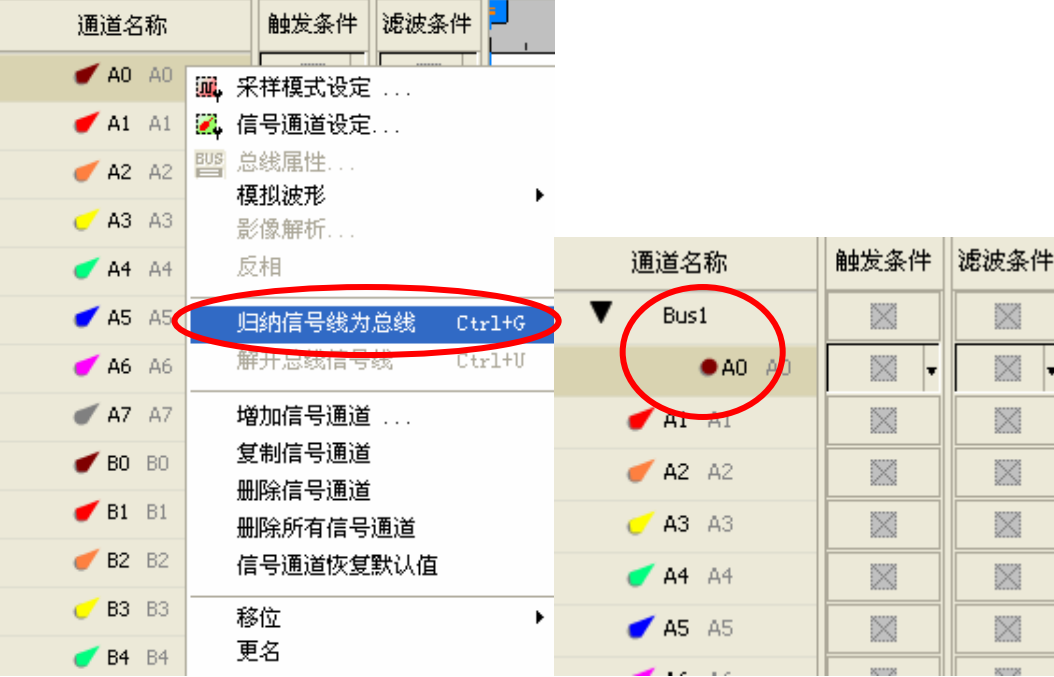 通道名称 触发条件 滤波条件
A0 A0
A1 A1
A2 A2
A3 A3
A4 A4
A5 A5
A6 A6
A7 A7
B0 B0
B1 B1
B2 B2
B3 B3
B4 B4
采样模式设定 ...
信号通道设定...
BUS 总线属性...
模拟波形
影像解析...
反相
归纳信号线为总线 Ctrl+G
解开总线信号线 Ctrl+U
增加信号通道 ...
复制信号通道
删除信号通道
删除所有信号通道
信号通道恢复默认值
移位
更名
通道名称 触发条件 滤波条件
Bus1
A0 A0
A1 A1
A2 A2
A3 A3
A4 A4
A5 A5